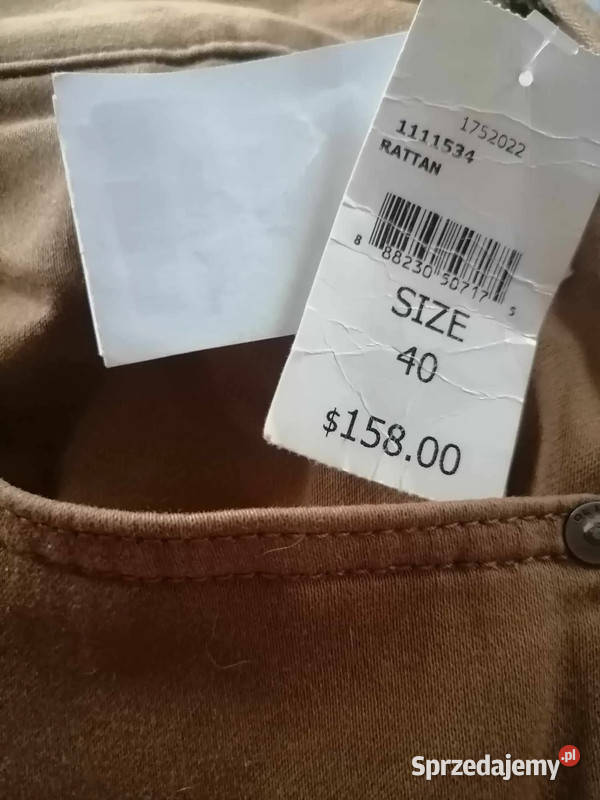 1752022
1111534
RATTAN
8 88230 50717 5
SIZE
40
$158.00
Sprzedajemy.pl